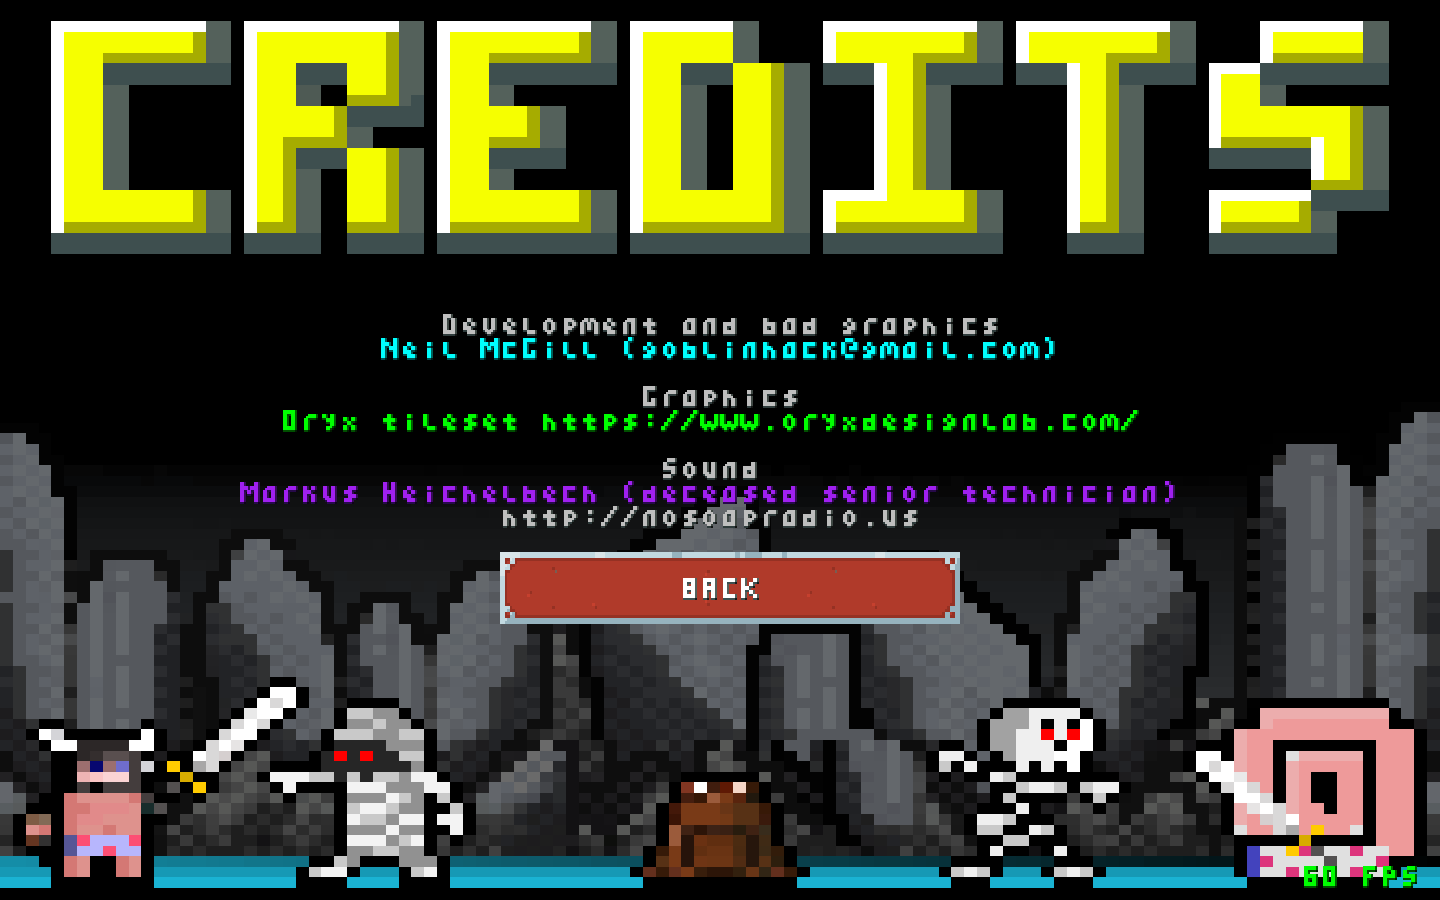 CREDITS
Development and bad graphics
Neil McGill (goblinhack@gmail.com)
Graphics
Oryx tileset https://www.oryxdesignlab.com/
Sound
Markus Heichelbech (deceased senior technician)
http://nosoapradio.us
BACK
60 FPS